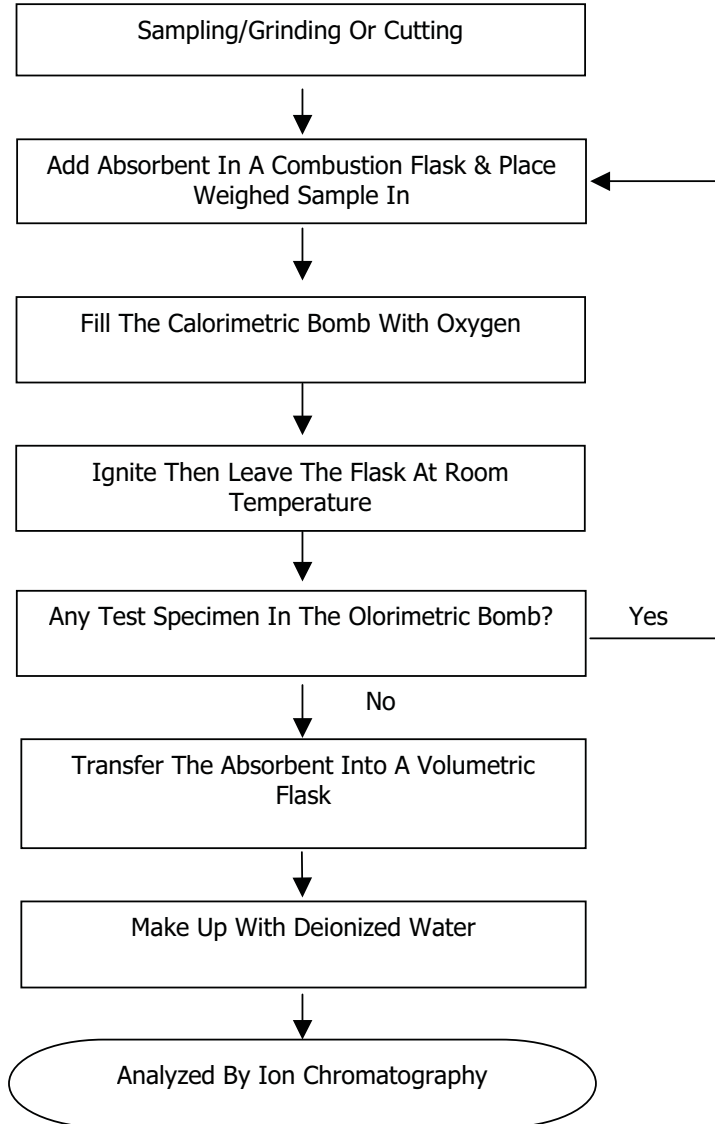 Sampling/Grinding Or Cutting
Add Absorbent In A Combustion Flask & Place
Weighed Sample In
Fill The Calorimetric Bomb With Oxygen
Ignite Then Leave The Flask At Room
Temperature
Any Test Specimen In The Olorimetric Bomb?
Yes
No
Transfer The Absorbent Into A Volumetric
Flask
Make Up With Deionized Water
Analyzed By Ion Chromatography